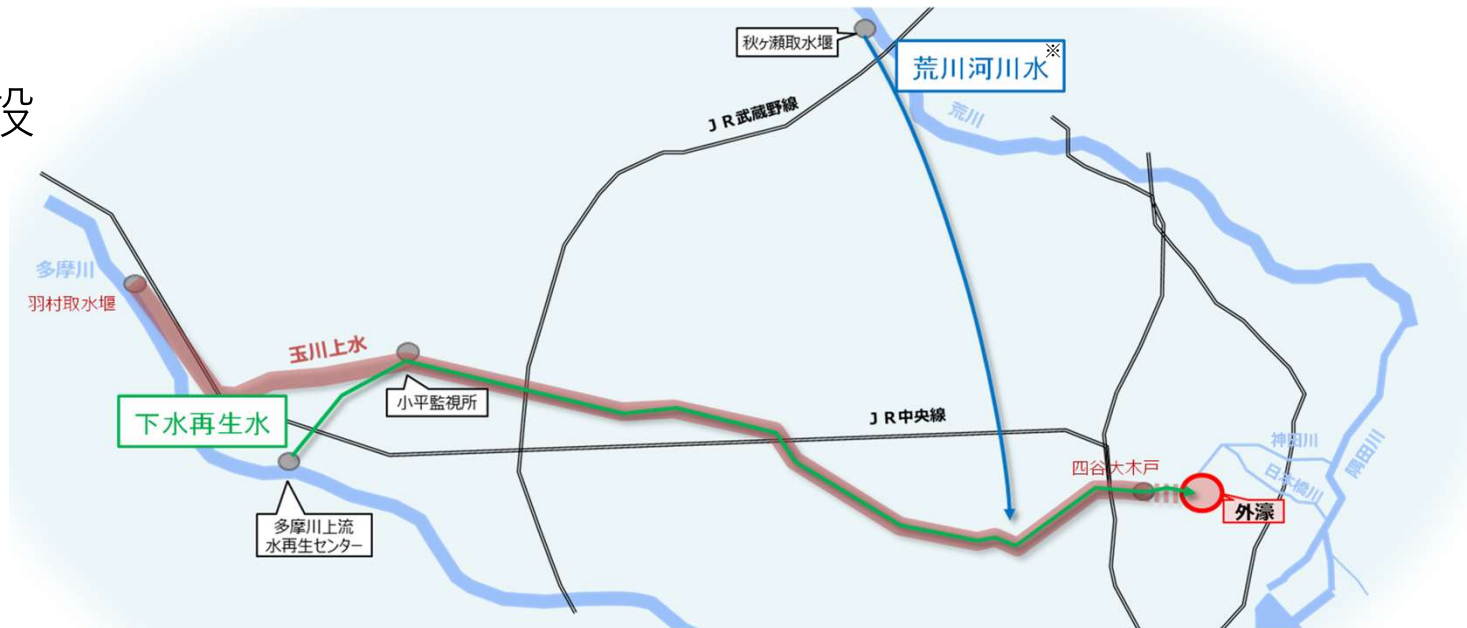 設
秋ヶ瀬取水堰
荒川河川水※
荒川
JR武蔵野線
多摩川
羽村取水堰
玉川上水
小平監視所
下水再生水
JR中央線
多摩川上流
水再生センター
四谷大木戸
神田川
日本橋川
隅田川
外濠